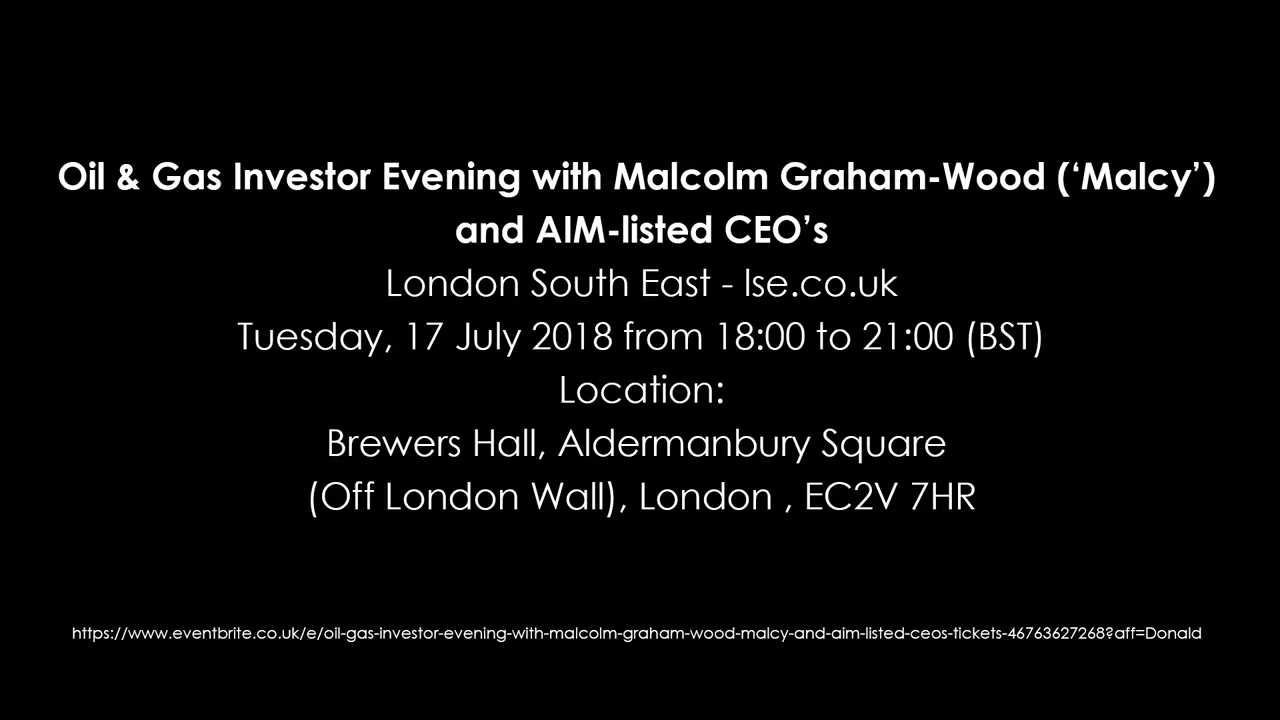 Oil & Gas Investor Evening with Malcolm Graham-Wood (‘Malcy’)
and AIM-listed CEO’s
London South East - lse.co.uk
Tuesday, 17 July 2018 from 18:00 to 21:00 (BST)
Location:
Brewers Hall, Aldermanbury Square
(Off London Wall), London , EC2V 7HR
https://www.eventbrite.co.uk/e/oil-gas-investor-evening-with-malcolm-graham-wood-malcy-and-aim-listed-ceos-tickets-46763627268?aff=Donald